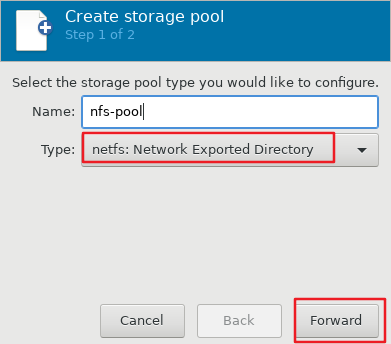 Create storage pool
Step 1 of 2
Select the storage pool type you would like to configure.
Name: nfs-pool
Type: netfs: Network Exported Directory
Cancel Back Forward